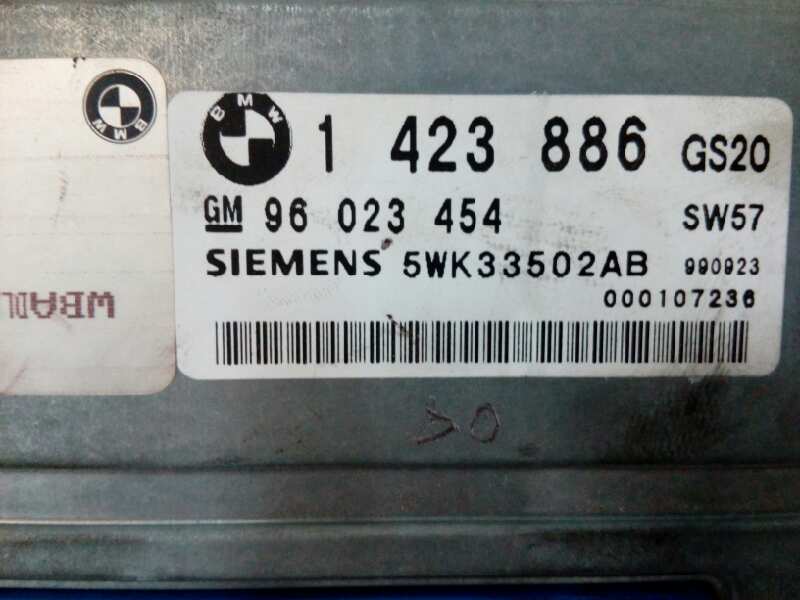 BMW
BMW 1 423 886 GS20
GM 96 023 454 SW57
SIEMENS 5WK33502AB 990923
000107236
WBADL